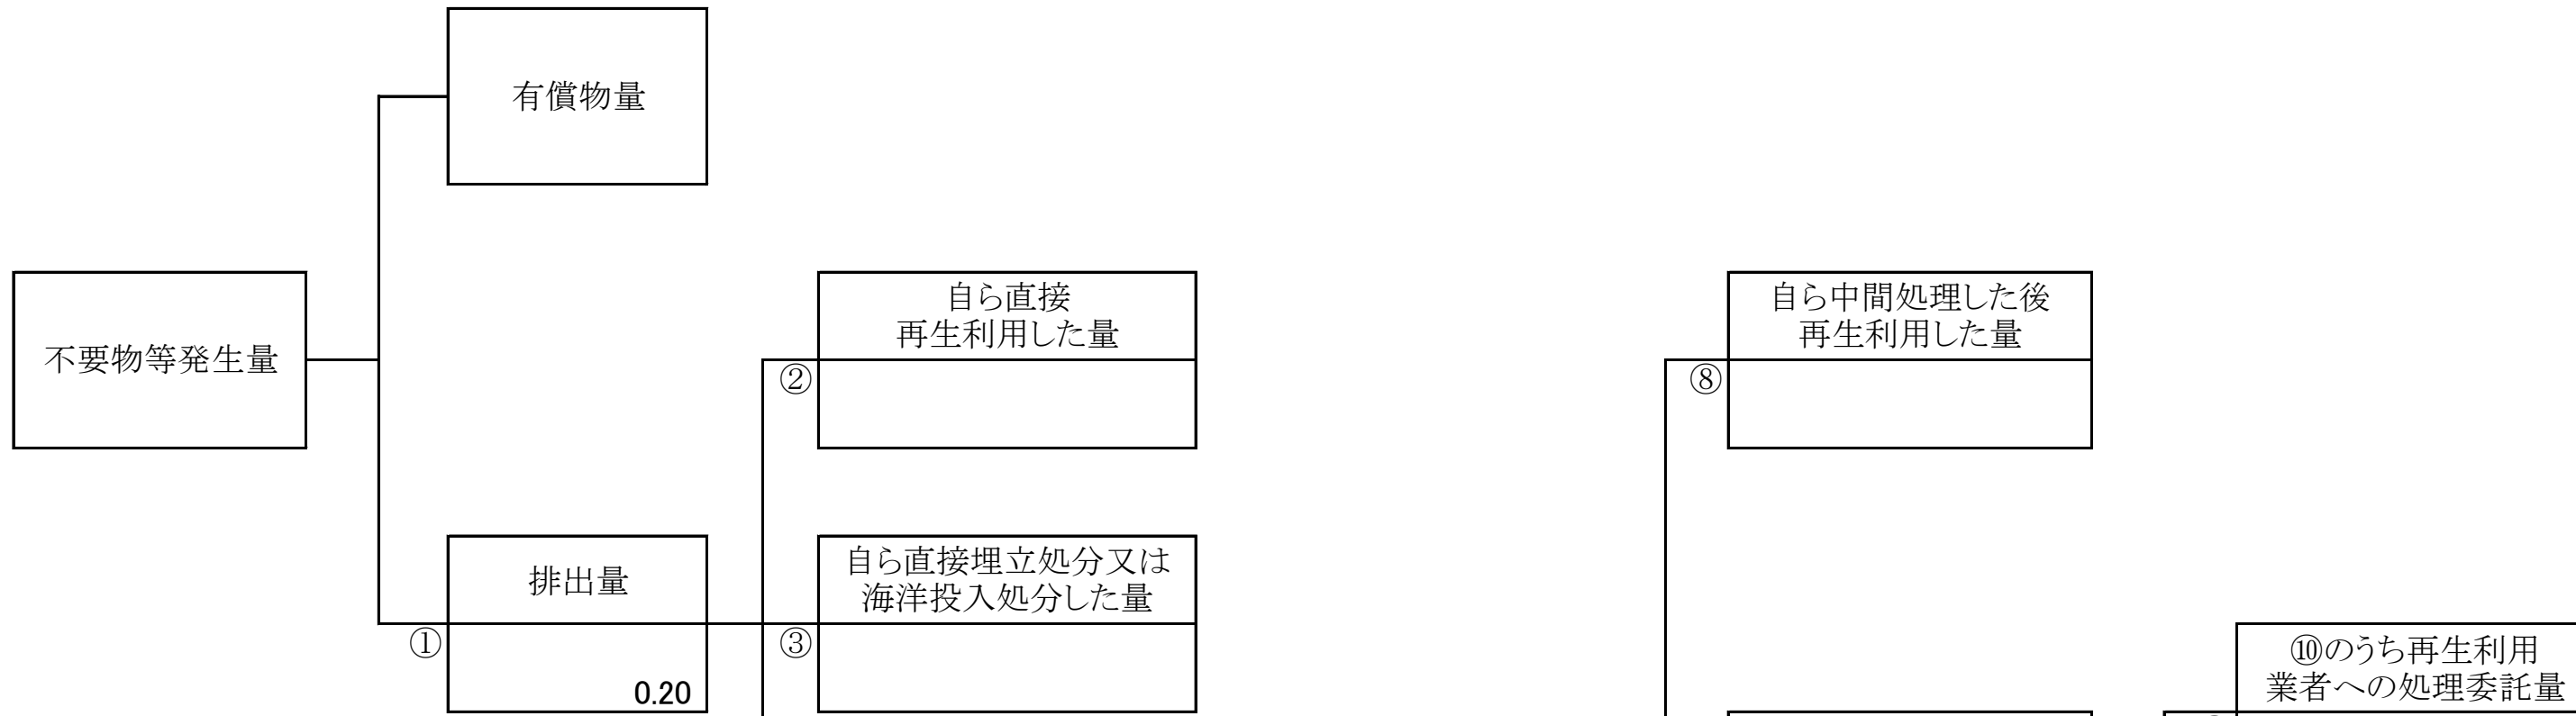 有償物量
不要物等発生量
自ら直接
再生利用した量
②
自ら中間処理した後
再生利用した量
⑧
排出量
①
0.20
自ら直接埋立処分又は
海洋投入処分した量
③
⑩のうち再生利用
業者への処理委託量